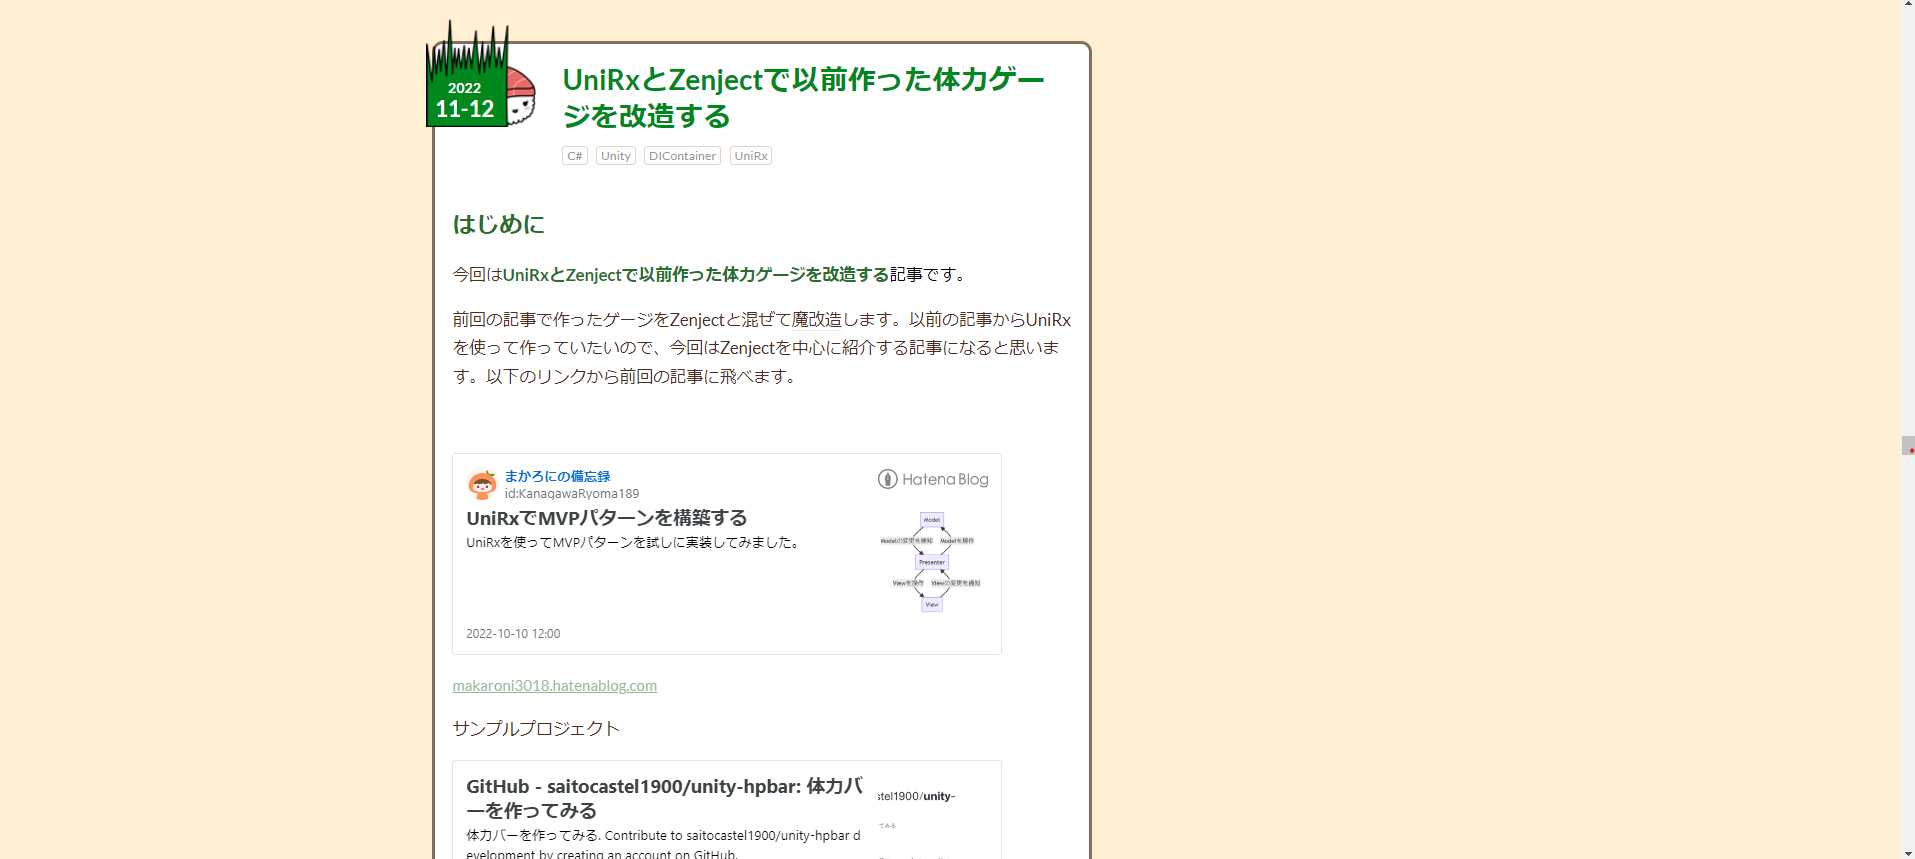 2022
11-12
UniRxとZenjectで以前作った体力ゲー
ジを改造する
C# Unity DIContainer UniRx
はじめに
今回はUniRxとZenjectで以前作った体力ゲージを改造する記事です。
前回の記事で作ったゲージをZenjectと混ぜて魔改造します。以前の記事からUniRx
を使って作っていたいので、今回はZenjectを中心に紹介する記事になると思いま
す。以下のリンクから前回の記事に飛べます。
まかろにの備忘録
id:KanagawaRyoma189
Hatena Blog
UniRxでMVPパターンを構築する
UniRxを使ってMVPパターンを試しに実装してみました。
Model
Modelの変更を検知 Modelを操作
Presenter
Viewを操作 Viewの変更を通知
View
2022-10-10 12:00
makaroni3018.hatenablog.com
サンプルプロジェクト
GitHub - saitocastel1900/unity-hpbar: 体力バ
ーを作ってみる
体力バーを作ってみる. Contribute to saitocastel1900/unity-hpbar d
evelopment by creating an account on GitHub.
stel1900/unity-
てみる